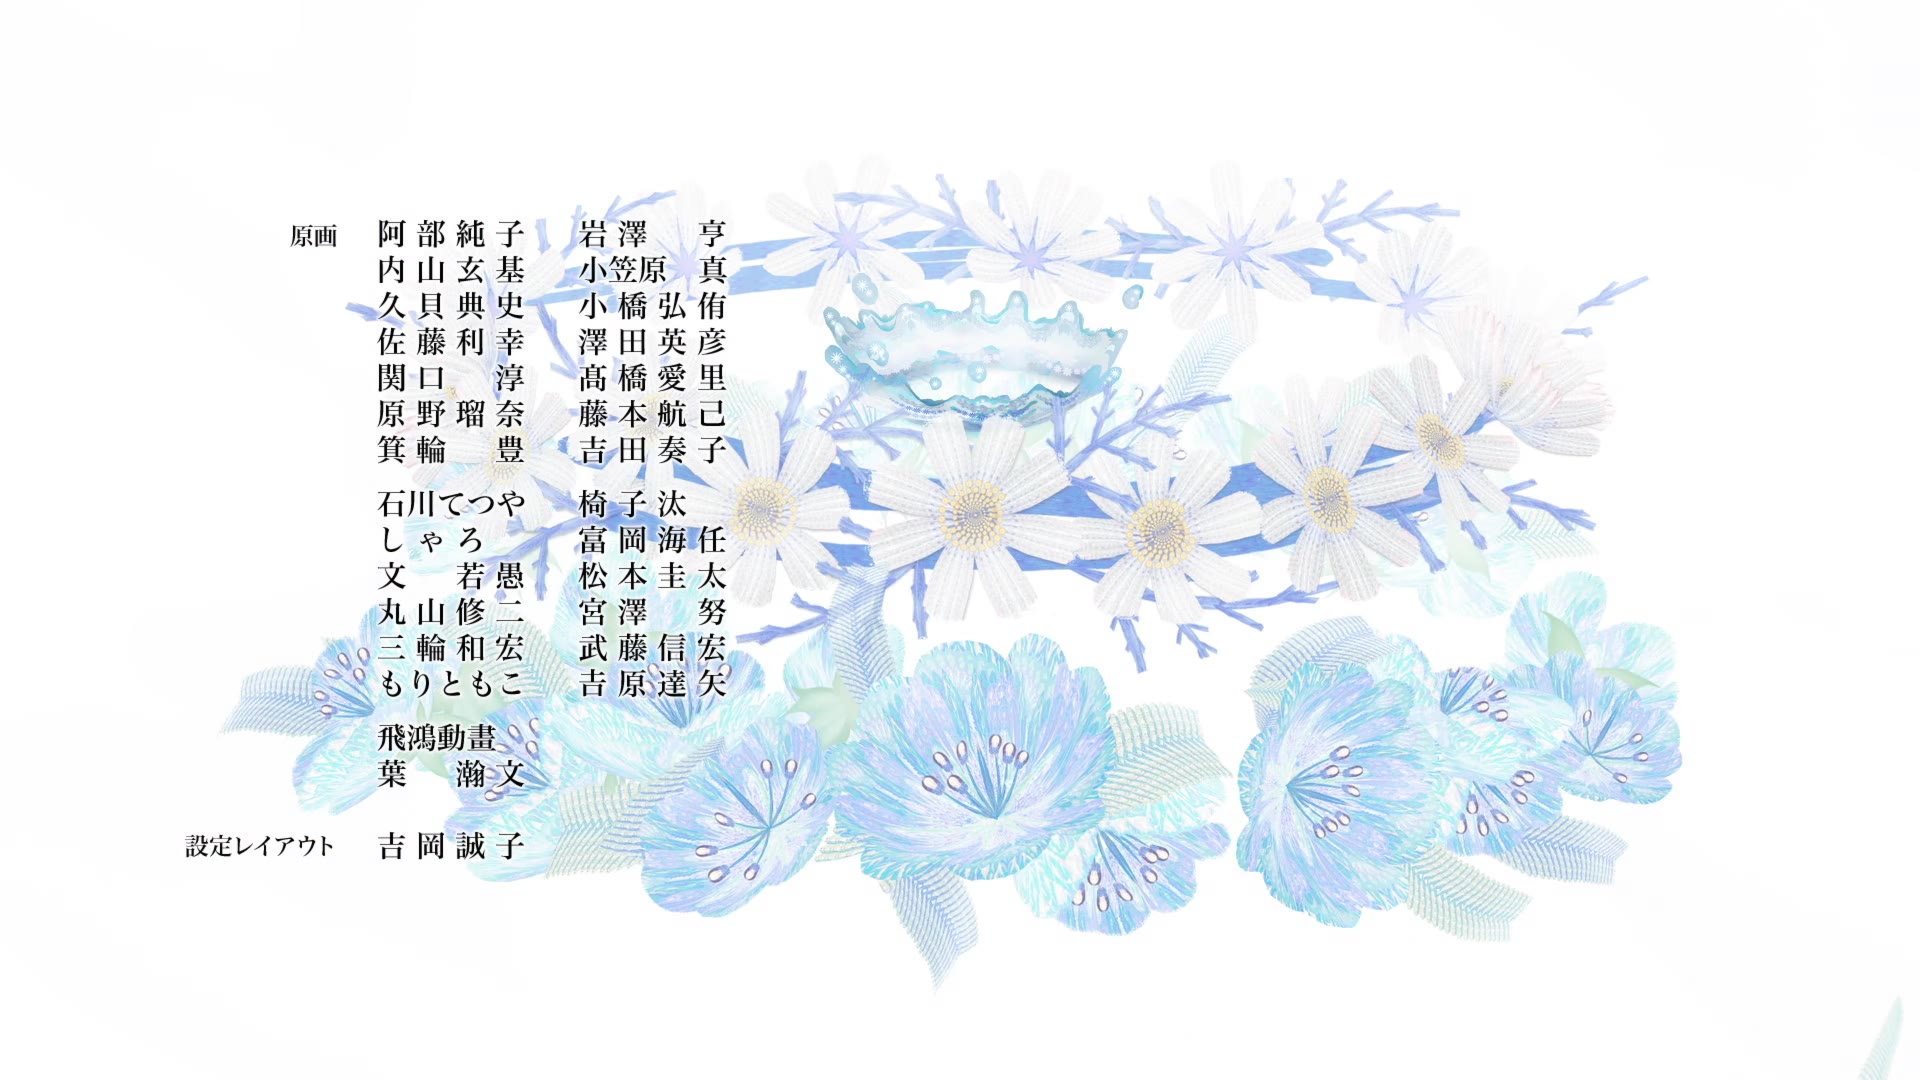 原画 阿部純子 岩澤亨
内山玄基 小笠原真
久貝典史 小橋弘侑
佐藤利幸 澤田英彦
関口淳 髙橋愛里
原野瑠奈 藤本航己
箕輪豊 吉田奏子
石川てつや 椅子汰
しゃろ 富岡海任
文若愚 松本圭太
丸山修二 宮澤努
三輪和宏 武藤信宏
もりともこ 𠮷原達矢
飛鴻動畫
葉瀚文
設定レイアウト 吉岡誠子